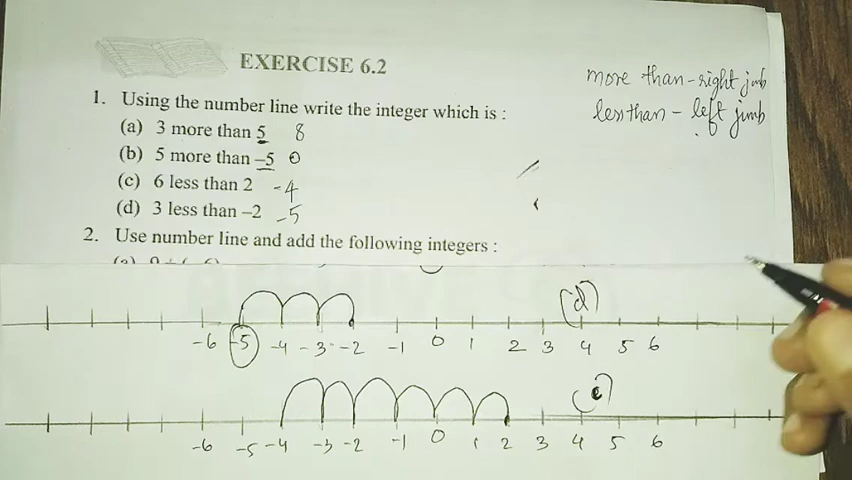 EXERCISE 6.2
more than - right jumb
less than - left jumb
1. Using the number line write the integer which is :
(a) 3 more than 5 8
(b) 5 more than –5 0
(c) 6 less than 2 -4
(d) 3 less than –2 -5
2. Use number line and add the following integers :
(d)
-6 -5 -4 -3 -2 -1 0 1 2 3 4 5 6
(c)
-6 -5 -4 -3 -2 -1 0 1 2 3 4 5 6